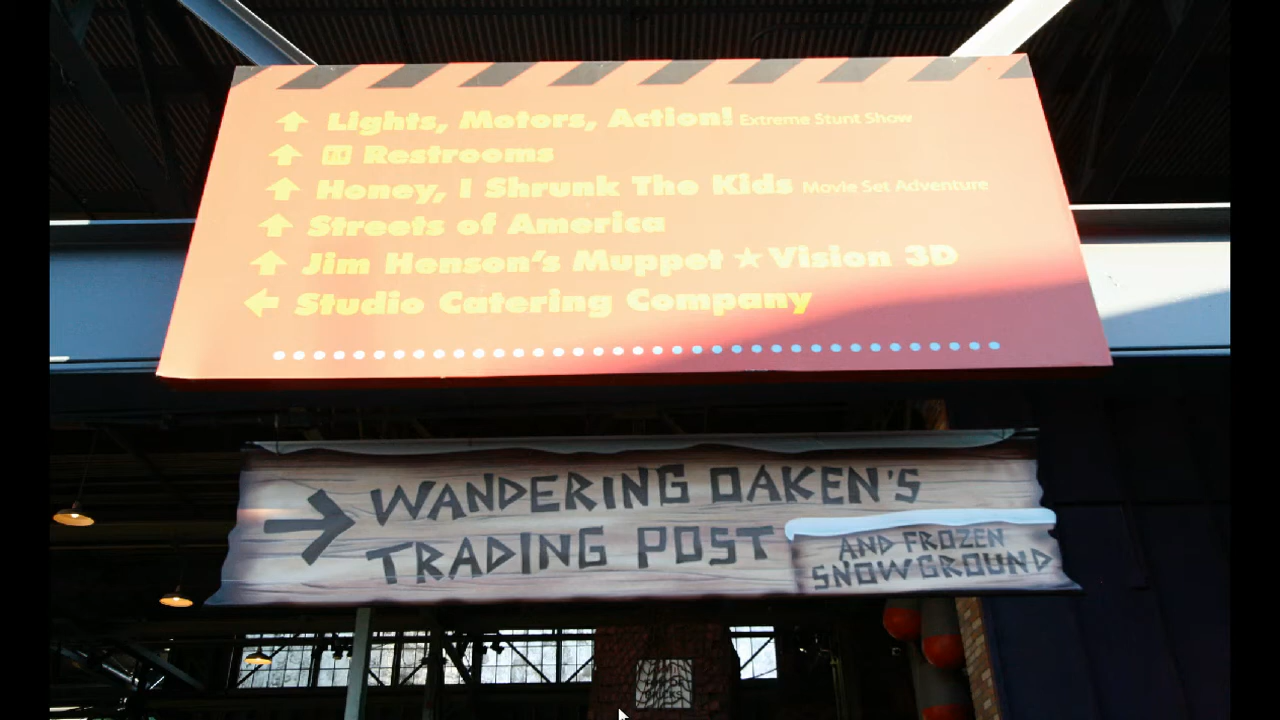 Lights, Motors, Action! Extreme Stunt Show
Restrooms
Honey, I Shrunk The Kids Movie Set Adventure
Streets of America
Jim Henson's Muppet★Vision 3D
Studio Catering Company
WANDERING OAKEN'S
TRADING POST
AND FROZEN
SNOWGROUND